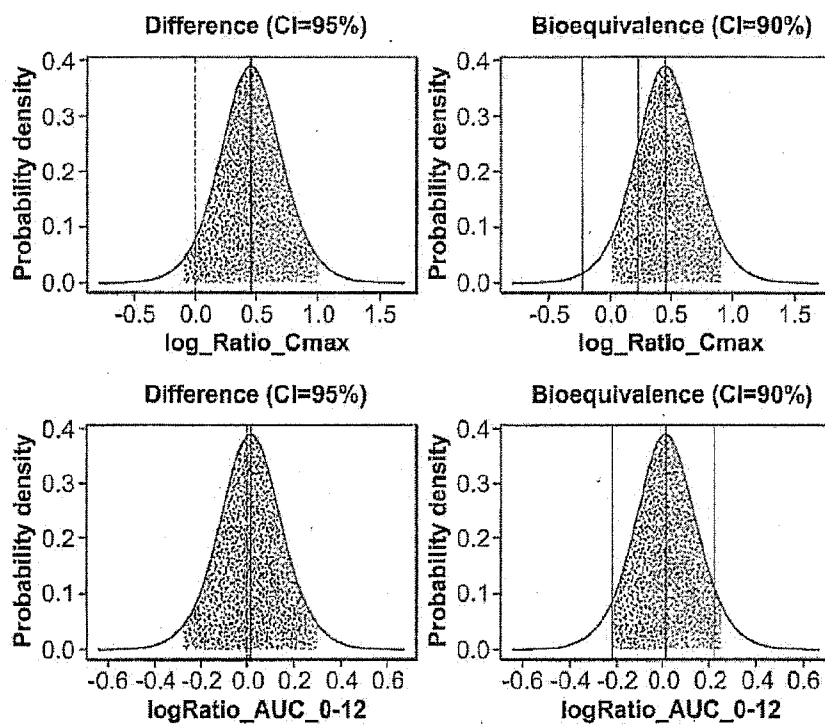 Difference (CI=95%)
Probability density
0.4
0.3
0.2
0.1
0.0
-0.5 0.0 0.5 1.0 1.5
log_Ratio_Cmax
Bioequivalence (CI=90%)
Probability density
0.4
0.3
0.2
0.1
0.0
-0.5 0.0 0.5 1.0 1.5
log_Ratio_Cmax
Difference (CI=95%)
Probability density
0.4
0.3
0.2
0.1
0.0
-0.6 -0.4 -0.2 0.0 0.2 0.4 0.6
logRatio_AUC_0-12
Bioequivalence (CI=90%)
Probability density
0.4
0.3
0.2
0.1
0.0
-0.6 -0.4 -0.2 0.0 0.2 0.4 0.6
logRatio_AUC_0-12